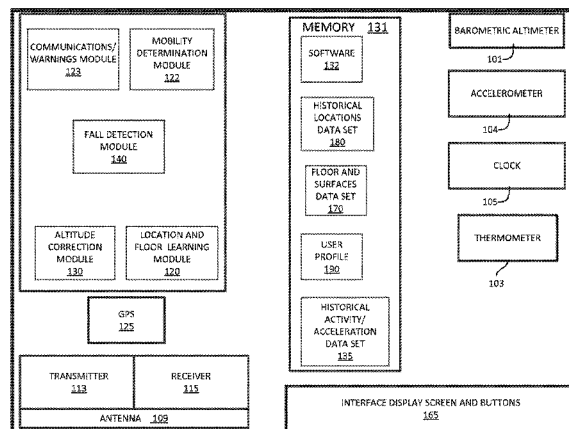 COMMUNICATIONS/
WARNINGS MODULE
123
MOBILITY
DETERMINATION
MODULE
122
FALL DETECTION
MODULE
140
ALTITUDE
CORRECTION
MODULE
130
LOCATION AND
FLOOR LEARNING
MODULE
120
GPS
125
TRANSMITTER
113
RECEIVER
115
ANTENNA 109
MEMORY 131
SOFTWARE
132
HISTORICAL
LOCATIONS
DATA SET
180
FLOOR AND
SURFACES
DATA SET
170
USER
PROFILE
190
HISTORICAL
ACTIVITY/
ACCELERATION
DATA SET
135
BAROMETRIC ALTIMETER
101
ACCELEROMETER
104
CLOCK
105
THERMOMETER
103
INTERFACE DISPLAY SCREEN AND BUTTONS
165